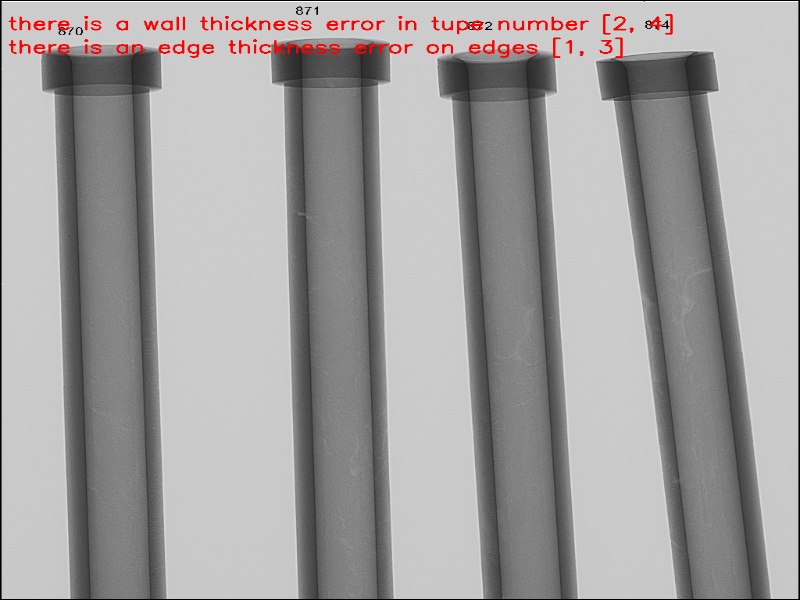 871
there is a wall thickness error in tupe number [2, 4]
870
872
874
there is an edge thickness error on edges [1, 3]